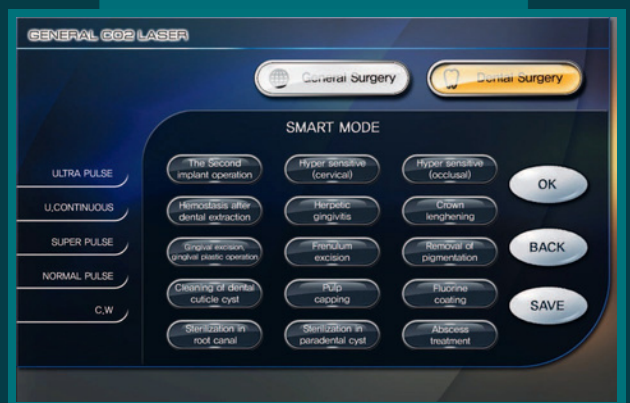 GENERAL CO2 LASER
General Surgery
Dental Surgery
SMART MODE
ULTRA PULSE
U,CONTINUOUS
SUPER PULSE
NORMAL PULSE
C,W
The Second
implant operation
Hyper sensitive
(cervical)
Hyper sensitive
(occlusal)
Hemostasis after
dental extraction
Herpetic
gingivitis
Crown
lenghening
Gingival excision,
gingival plastic operation
Frenulum
excision
Removal of
pigmentation
Cleaning of dental
cuticle cyst
Pulp
capping
Fluorine
coating
Sterilization in
root canal
Sterilization in
paradental cyst
Abscess
treatment
OK
BACK
SAVE